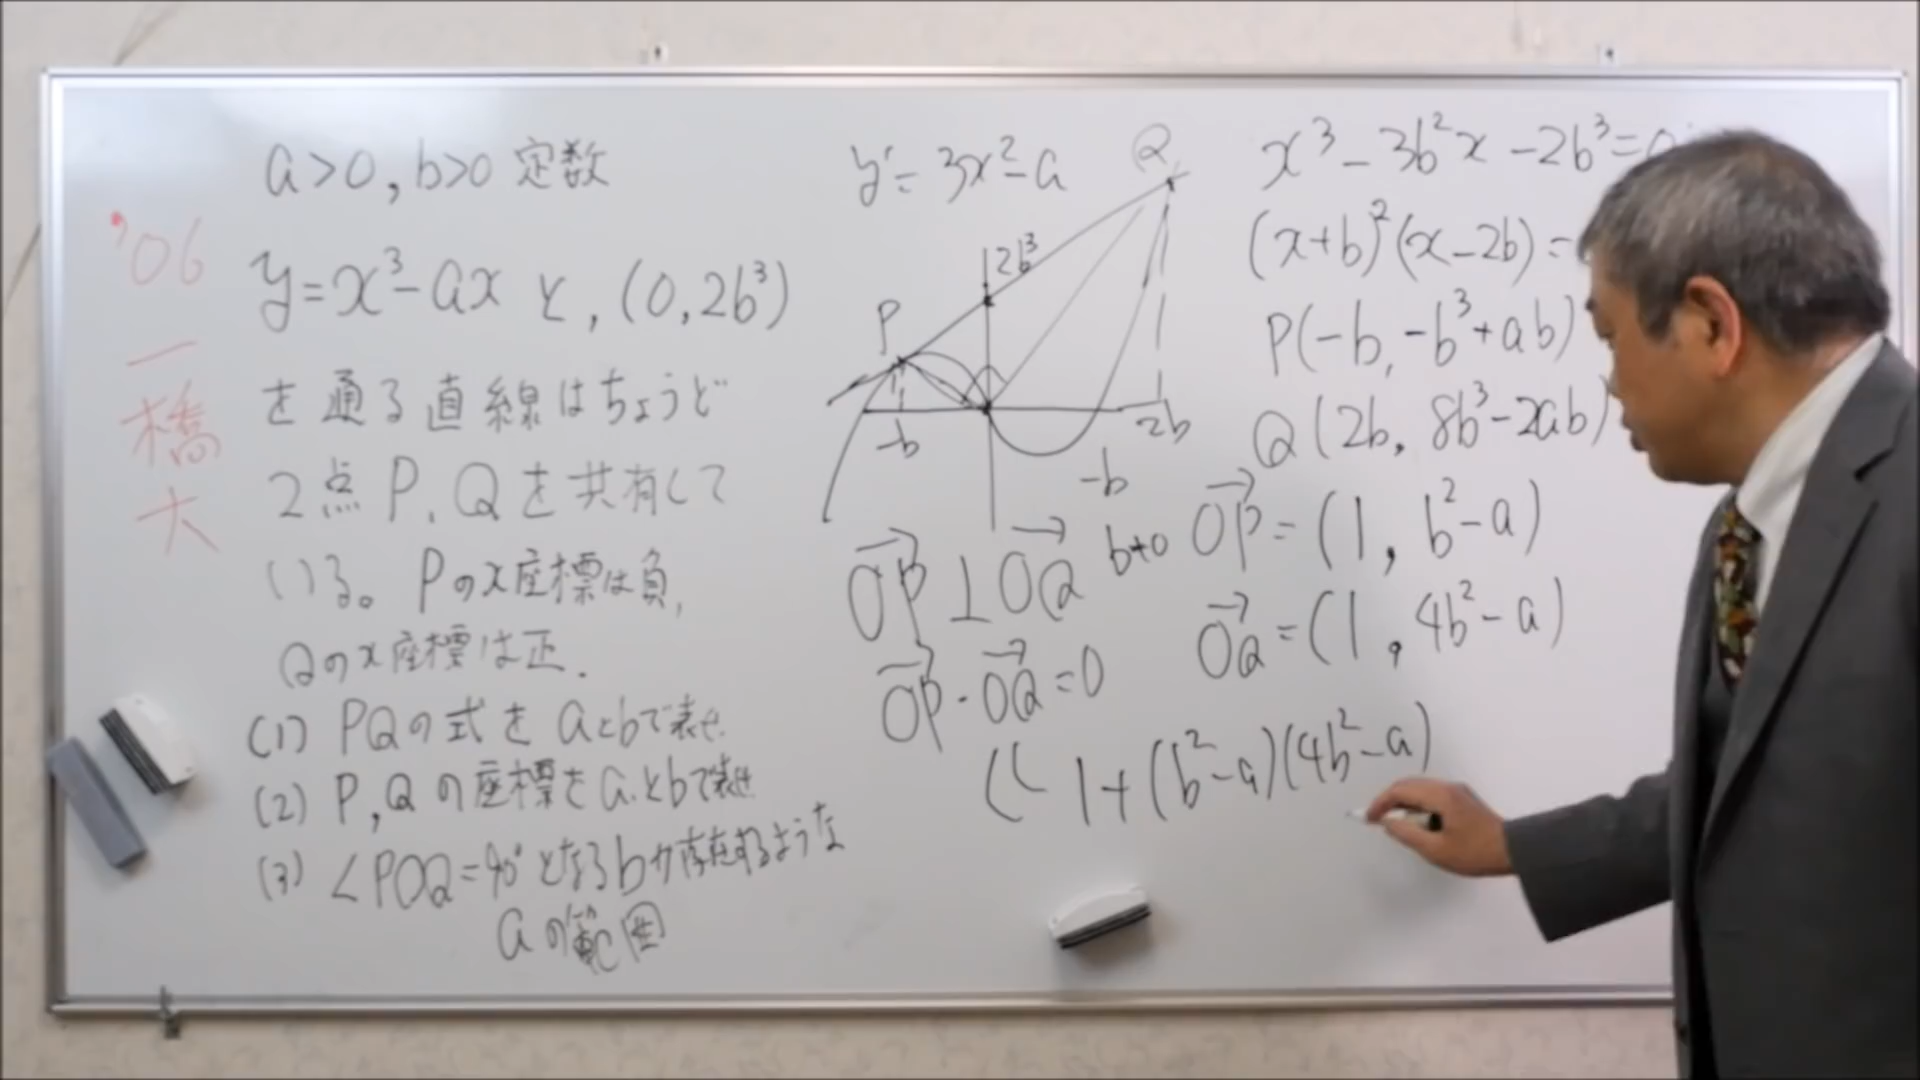 '06
一
橋
大
a>0, b>0 定数
y=x³-ax と, (0, 2b³)
を通る直線はちょうど
2点 P, Q を共有して
いる。Pのx座標は負,
Qのx座標は正.
(1) PQの式を aとbで表せ.
(2) P, Q の座標を aとbで表せ
(3) ∠POQ=90°となるbが存在するような
aの範囲
y'=3x²-a
Q
2b³
P
-b
2b
-b
OP⊥OQ
b≠0
OP·OQ=0
x³-3b²x-2b³=0
(x+b)²(x-2b)=
P(-b, -b³+ab)
Q(2b, 8b³-2ab)
OP=(1, b²-a)
OQ=(1, 4b²-a)
1+(b²-a)(4b²-a)